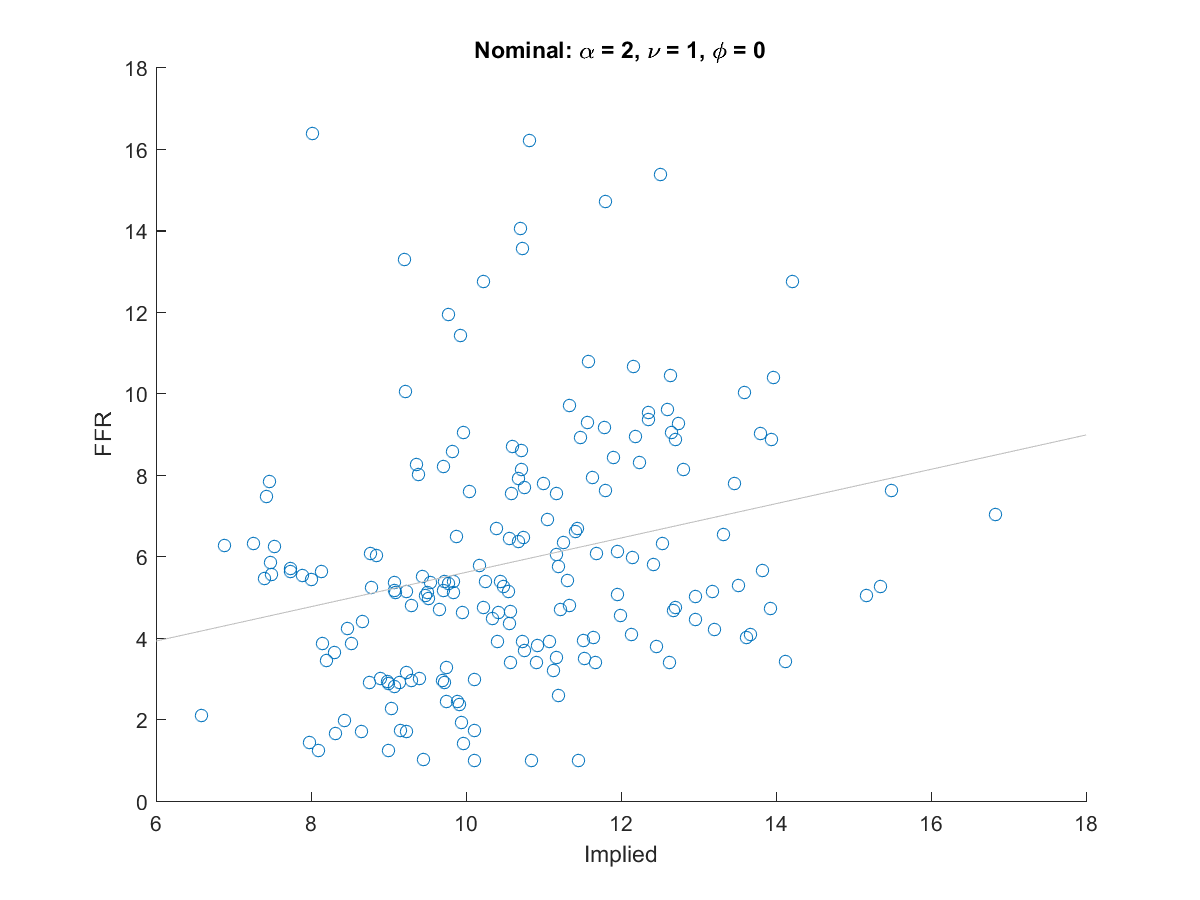 Nominal: α = 2, ν = 1, ϕ = 0
18
16
14
12
10
8
6
4
2
0
FFR
6 8 10 12 14 16 18
Implied